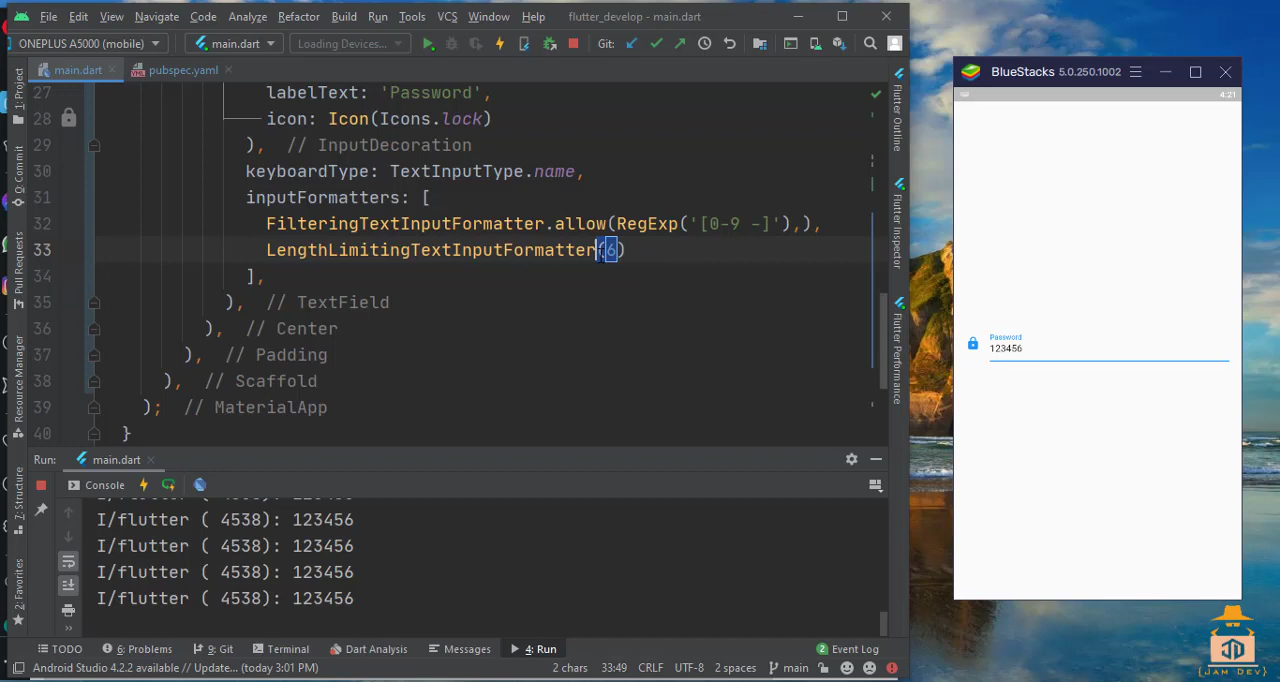 File Edit View Navigate Code Analyze Refactor Build Run Tools VCS Window Help flutter_develop - main.dart
ONEPLUS A5000 (mobile) main.dart Loading Devices... Git:
main.dart pubspec.yaml
27 labelText: 'Password',
28 icon: Icon(Icons.lock)
29 ), // InputDecoration
30 keyboardType: TextInputType.name,
31 inputFormatters: [
32 FilteringTextInputFormatter.allow(RegExp('[0-9 -]'),),
33 LengthLimitingTextInputFormatter(6)
34 ],
35 ), // TextField
36 ), // Center
37 ), // Padding
38 ), // Scaffold
39 ); // MaterialApp
40 }
1: Project
0: Commit
Pull Requests
Resource Manager
7: Structure
2: Favorites
Flutter Outline
Flutter Inspector
Flutter Performance
Run: main.dart
Console
I/flutter ( 4538): 123456
I/flutter ( 4538): 123456
I/flutter ( 4538): 123456
I/flutter ( 4538): 123456
I/flutter ( 4538): 123456
TODO 6: Problems 9: Git Terminal Dart Analysis Messages 4: Run 2 Event Log
Android Studio 4.2.2 available // Update... (today 3:01 PM) 2 chars 33:49 CRLF UTF-8 2 spaces main
BlueStacks 5.0.250.1002
4:21
Password
123456
JD
{JAM DEV}